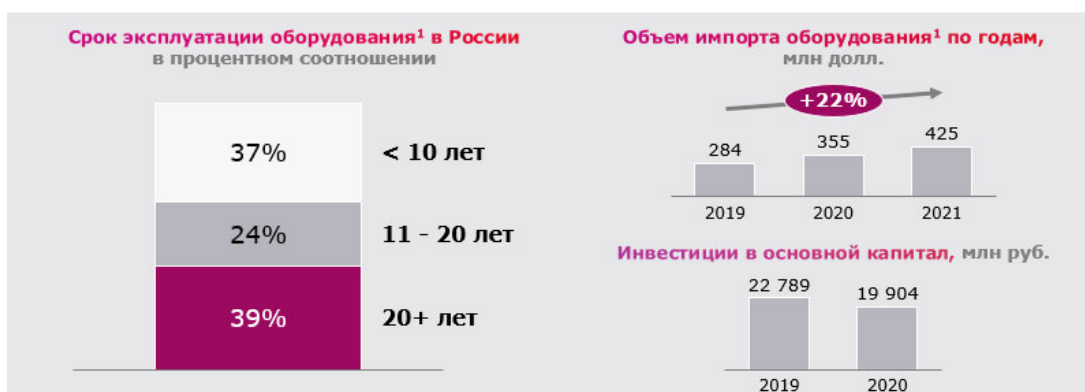 Срок эксплуатации оборудования¹ в России
в процентном соотношении
37%
< 10 лет
24%
11 - 20 лет
39%
20+ лет
Объем импорта оборудования¹ по годам,
млн долл.
+22%
284
355
425
2019
2020
2021
Инвестиции в основной капитал, млн руб.
22 789
19 904
2019
2020